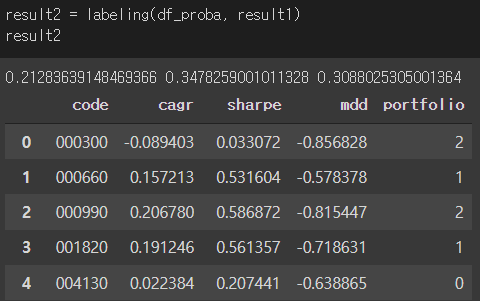 result2 = labeling(df_proba, result1)
result2
0.21283639148469366 0.3478259001011328 0.3088025305001364
code cagr sharpe mdd portfolio
0 000300 -0.089403 0.033072 -0.856828 2
1 000660 0.157213 0.531604 -0.578378 1
2 000990 0.206780 0.586872 -0.815447 2
3 001820 0.191246 0.561357 -0.718631 1
4 004130 0.022384 0.207441 -0.638865 0